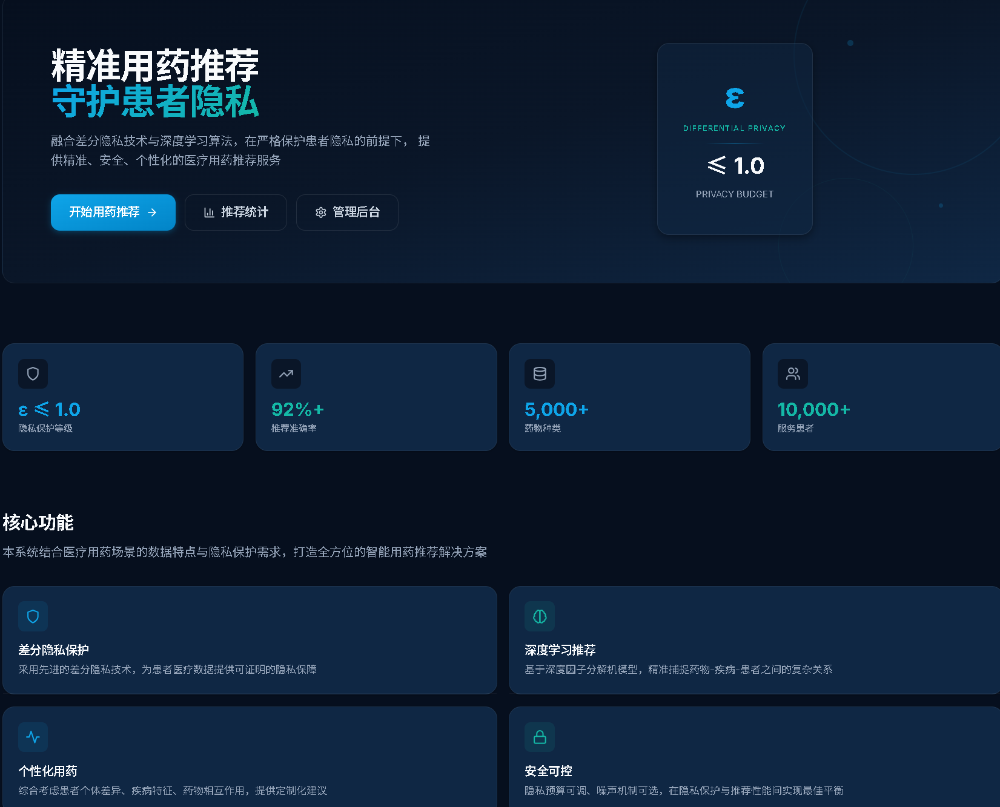 精准用药推荐
守护患者隐私
融合差分隐私技术与深度学习算法，在严格保护患者隐私的前提下， 提
供精准、安全、个性化的医疗用药推荐服务
开始用药推荐 →
推荐统计
管理后台
ε
DIFFERENTIAL PRIVACY
⩽ 1.0
PRIVACY BUDGET
ε ⩽ 1.0
隐私保护等级
92%+
推荐准确率
5,000+
药物种类
10,000+
服务患者
核心功能
本系统结合医疗用药场景的数据特点与隐私保护需求，打造全方位的智能用药推荐解决方案
差分隐私保护
采用先进的差分隐私技术，为患者医疗数据提供可证明的隐私保障
深度学习推荐
基于深度因子分解机模型，精准捕捉药物-疾病-患者之间的复杂关系
个性化用药
综合考虑患者个体差异、疾病特征、药物相互作用，提供定制化建议
安全可控
隐私预算可调、噪声机制可选，在隐私保护与推荐性能间实现最佳平衡